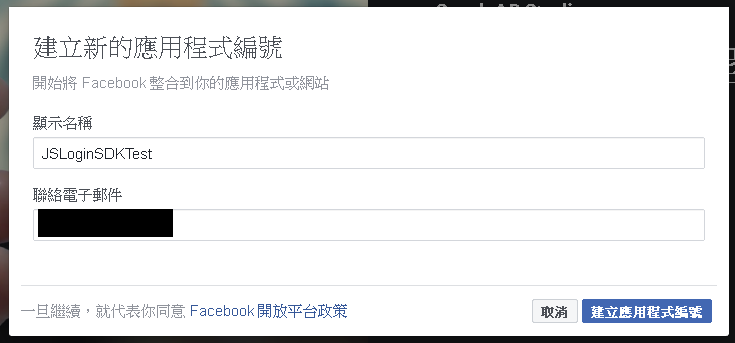 建立新的應用程式編號
開始將 Facebook 整合到你的應用程式或網站
顯示名稱
JSLoginSDKTest
聯絡電子郵件
一旦繼續，就代表你同意 Facebook 開放平台政策
取消
建立應用程式編號